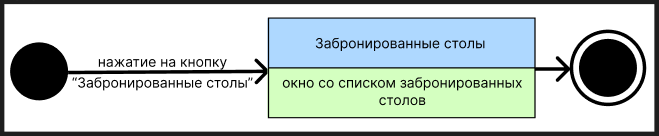 нажатие на кнопку
“Забронированные столы”
Забронированные столы
окно со списком забронированных
столов